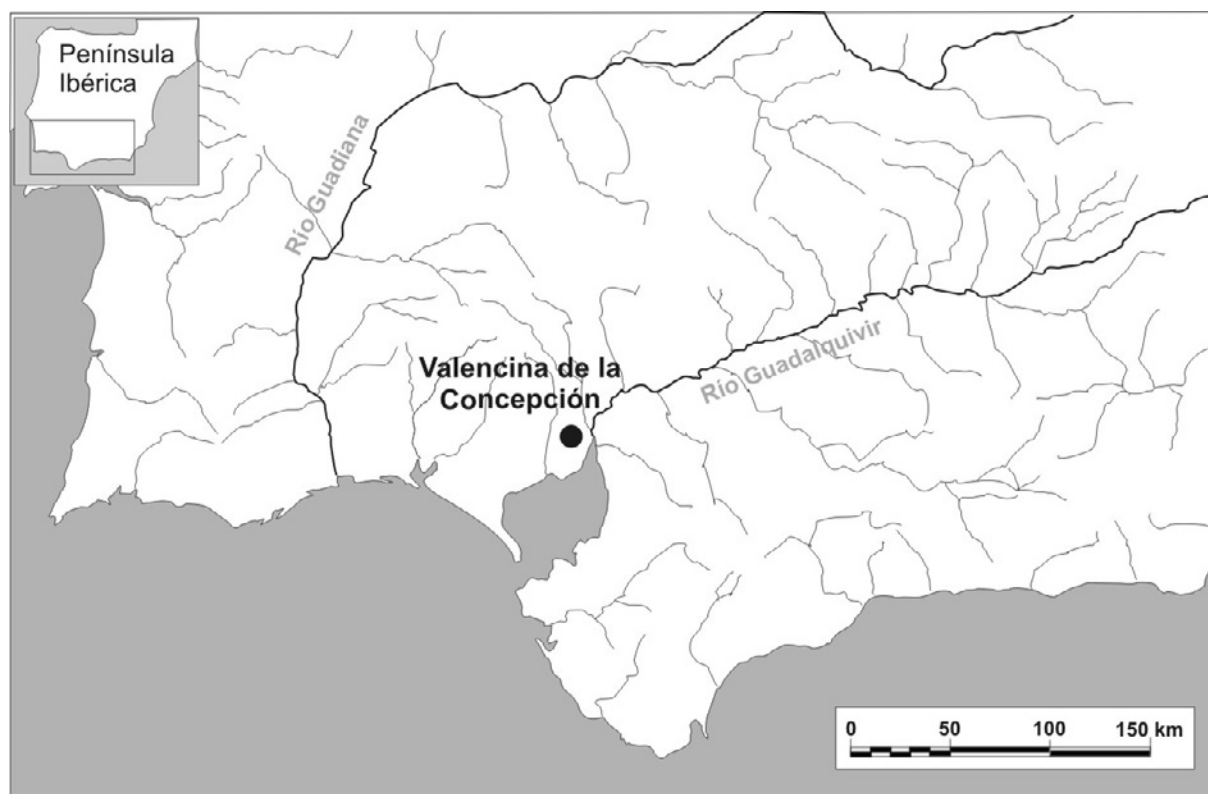 Península
Ibérica
Río Guadiana
Valencina de la
Concepción
Río Guadalquivir
0 50 100 150 km